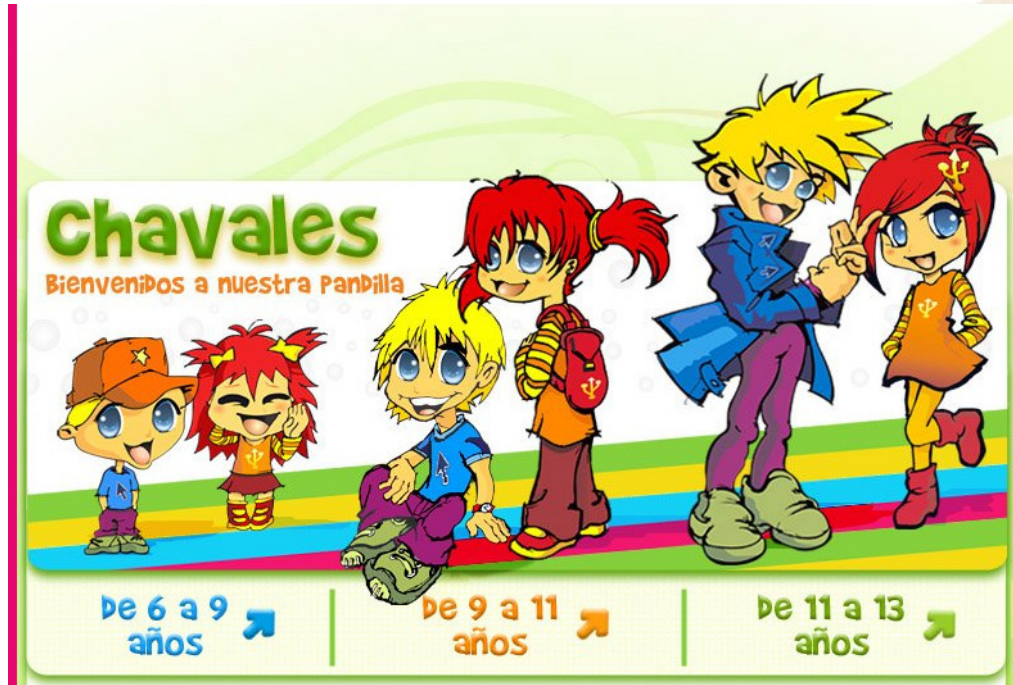 Chavales
Bienvenidos a nuestra pandilla
De 6 a 9
años
De 9 a 11
años
De 11 a 13
años